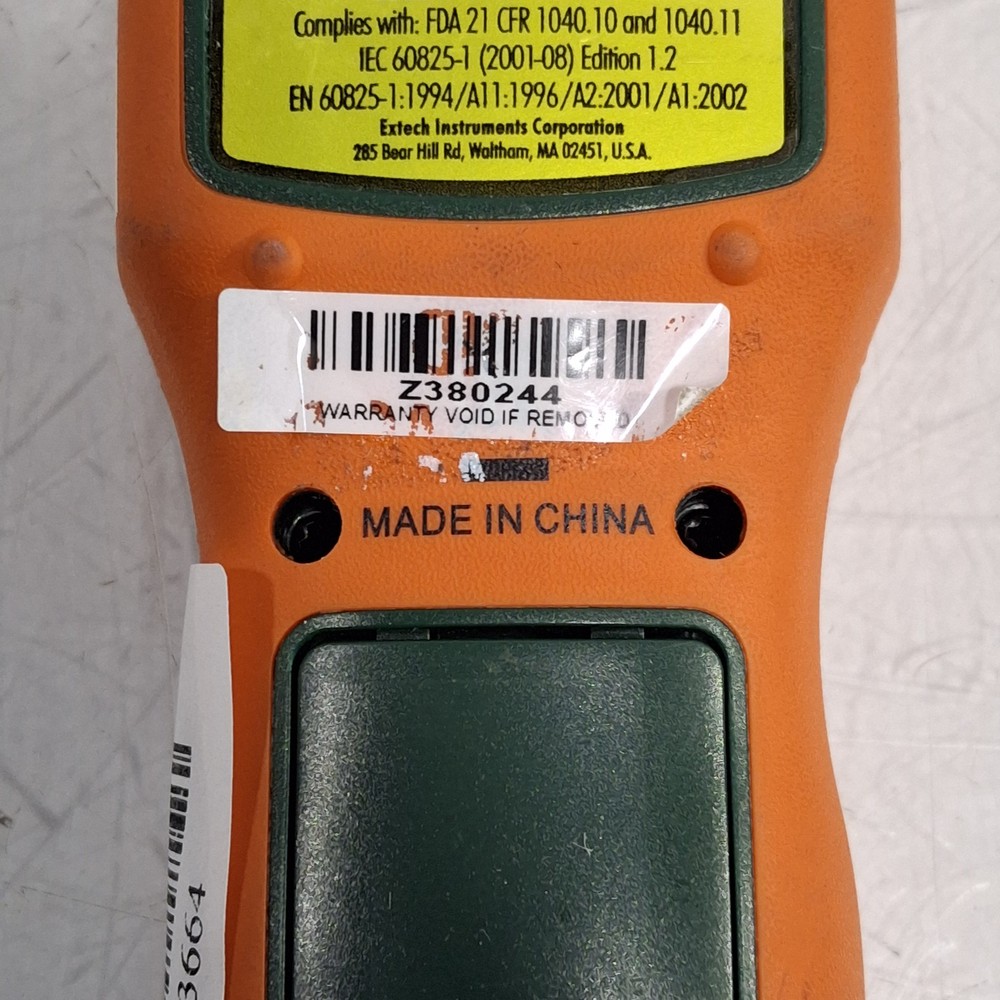 Complies with: FDA 21 CFR 1040.10 and 1040.11
IEC 60825-1 (2001-08) Edition 1.2
EN 60825-1:1994/A11:1996/A2:2001/A1:2002
Extech Instruments Corporation
285 Bear Hill Rd, Waltham, MA 02451, U.S.A.
Z380244
WARRANTY VOID IF
MADE IN CHINA
3664